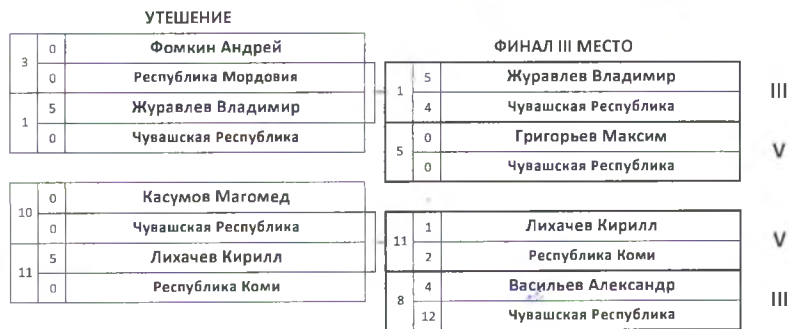 УТЕШЕНИЕ
3 0 Фомкин Андрей
0 Республика Мордовия
1 5 Журавлев Владимир
0 Чувашская Республика
10 0 Касумов Магомед
0 Чувашская Республика
11 5 Лихачев Кирилл
0 Республика Коми
ФИНАЛ III МЕСТО
1 5 Журавлев Владимир III
4 Чувашская Республика
5 0 Григорьев Максим V
0 Чувашская Республика
11 1 Лихачев Кирилл V
2 Республика Коми
8 4 Васильев Александр III
12 Чувашская Республика